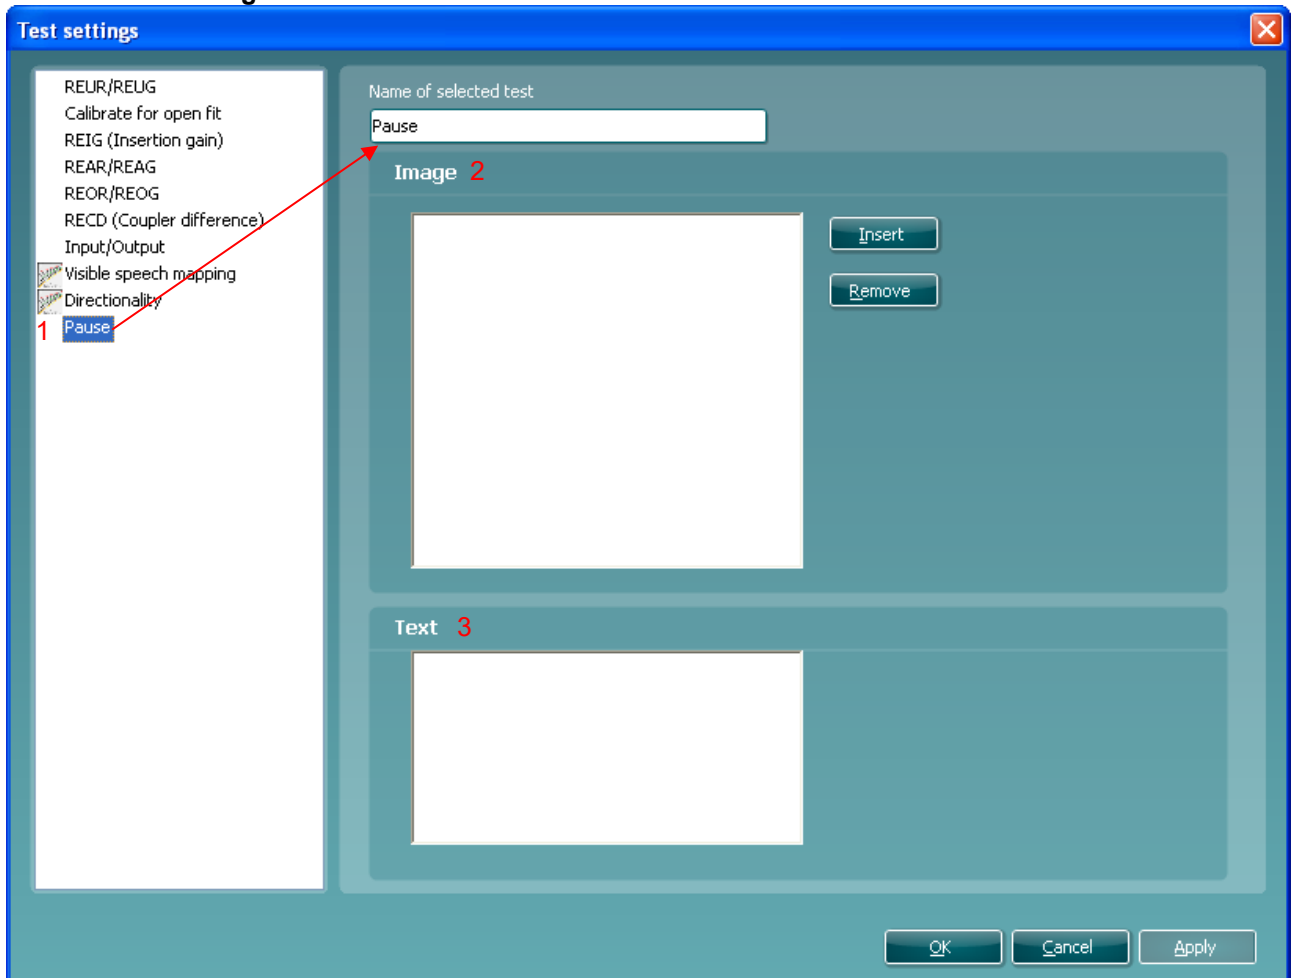 Test settings
REUR/REUG
Calibrate for open fit
REIG (Insertion gain)
REAR/REAG
REOR/REOG
RECD (Coupler difference)
Input/Output
Visible speech mapping
Directionality
1 Pause
Name of selected test
Pause
Image 2
Insert
Remove
Text 3
OK
Cancel
Apply